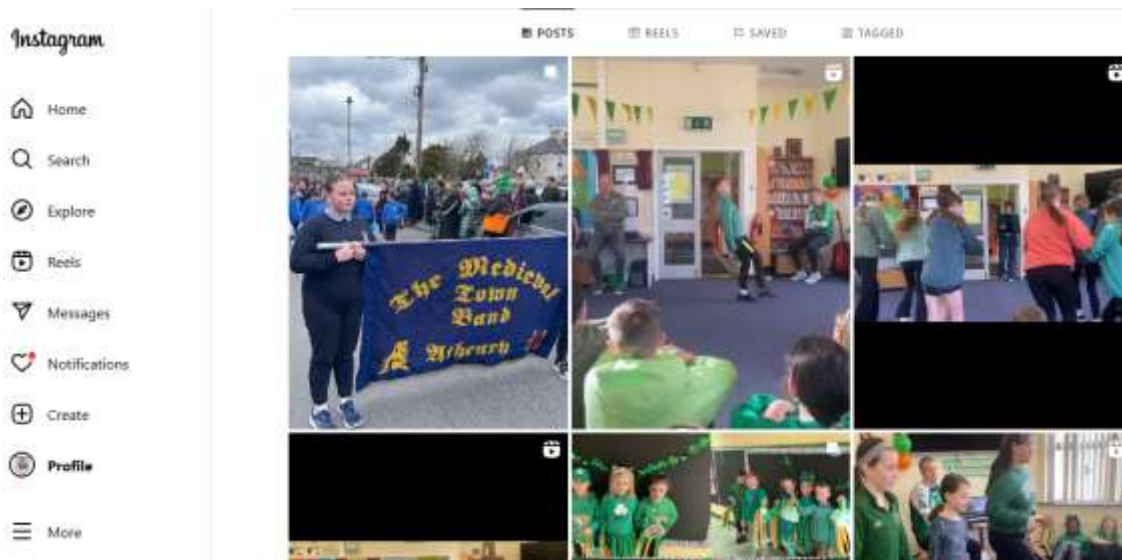 Instagram
POSTS
REELS
SAVED
TAGGED
Home
Search
Explore
Reels
Messages
Notifications
Create
Profile
More
The Medieval
Town
Band
Athenry